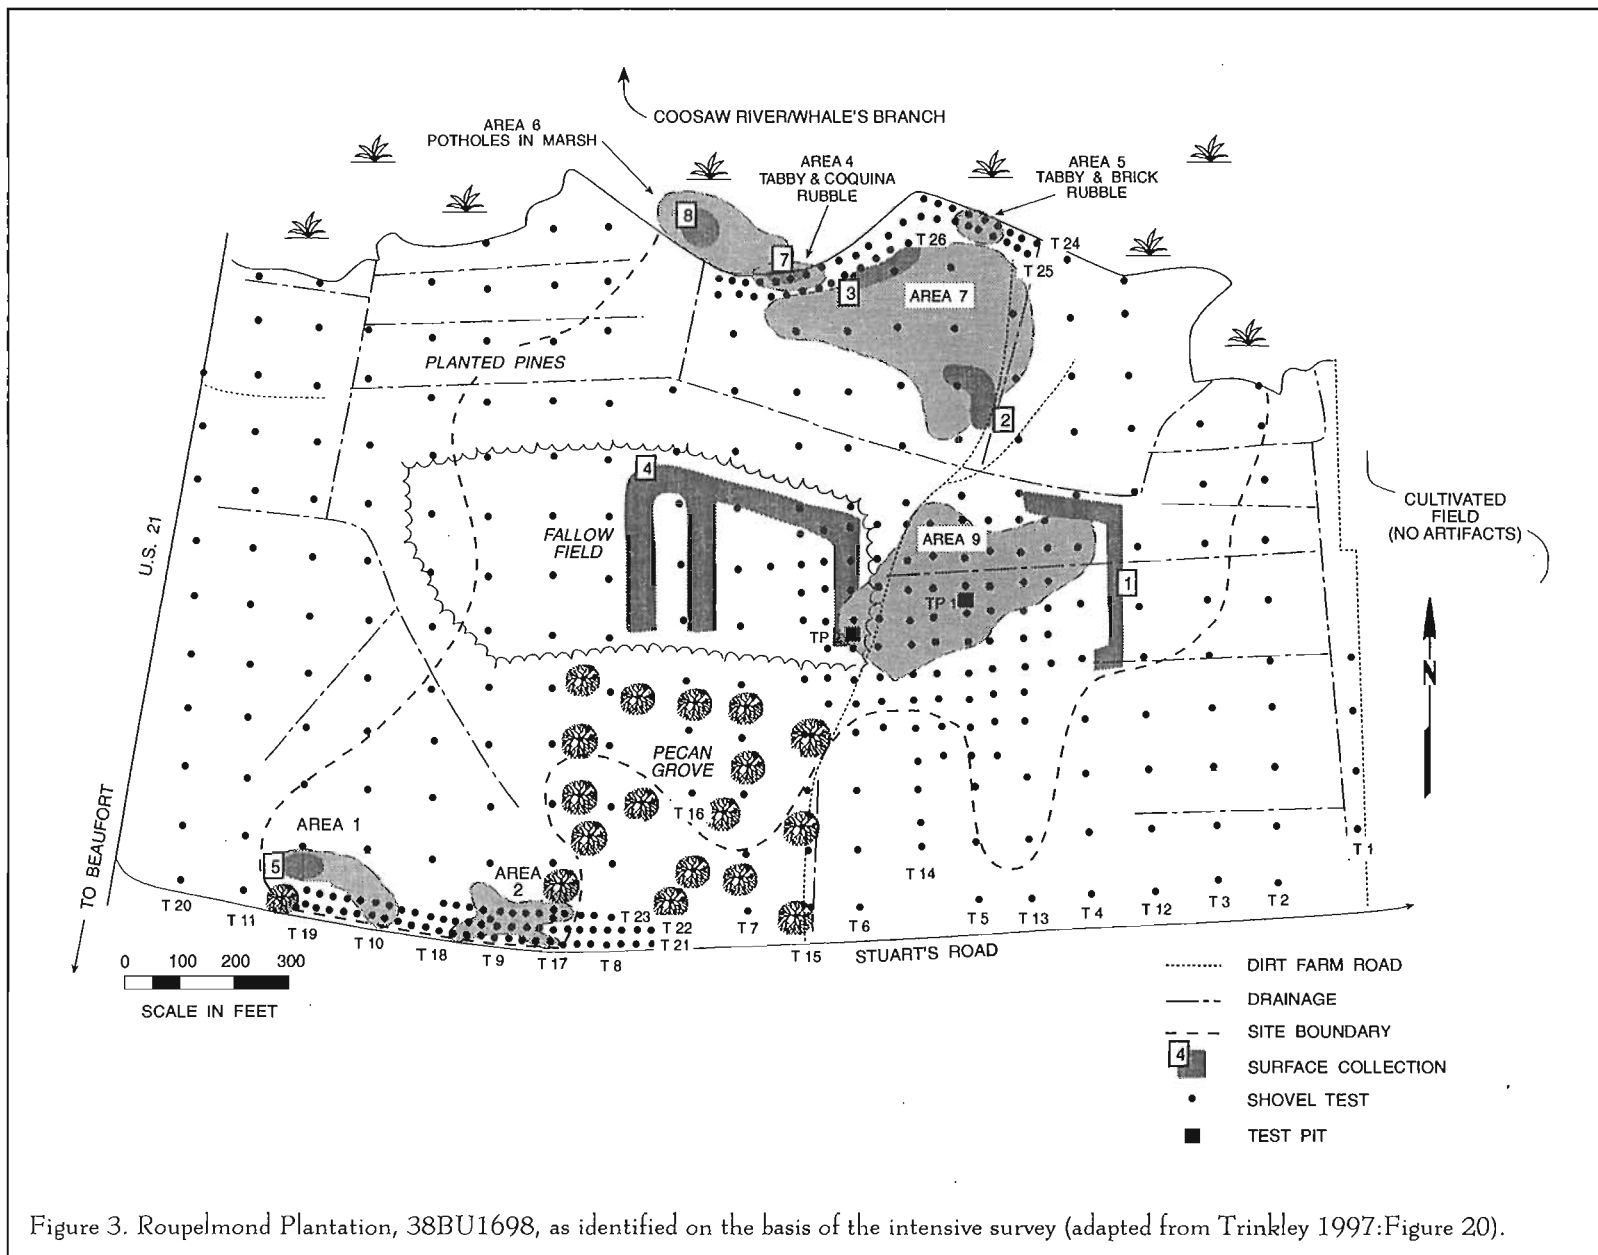 COOSAW RIVER/WHALE'S BRANCH
AREA 6
POTHOLES IN MARSH
AREA 4
TABBY & COQUINA
RUBBLE
AREA 5
TABBY & BRICK
RUBBLE
8
7
T 26
T 24
T 25
3
AREA 7
PLANTED PINES
2
4
U.S. 21
FALLOW
FIELD
AREA 9
CULTIVATED
FIELD
(NO ARTIFACTS)
1
TP 1
TP
N
PECAN
GROVE
T 16
TO BEAUFORT
AREA 1
5
AREA
2
T 1
T 14
T 20
T 11
T 19
T 10
T 18
T 9
T 17
T 8
T 23
T 22
T 21
T 7
T 15
T 6
T 5
T 13
T 4
T 12
T 3
T 2
STUART'S ROAD
0 100 200 300
SCALE IN FEET
DIRT FARM ROAD
DRAINAGE
SITE BOUNDARY
4
SURFACE COLLECTION
SHOVEL TEST
TEST PIT
Figure 3. Roupelmond Plantation, 38BU1698, as identified on the basis of the intensive survey (adapted from Trinkley 1997:Figure 20).